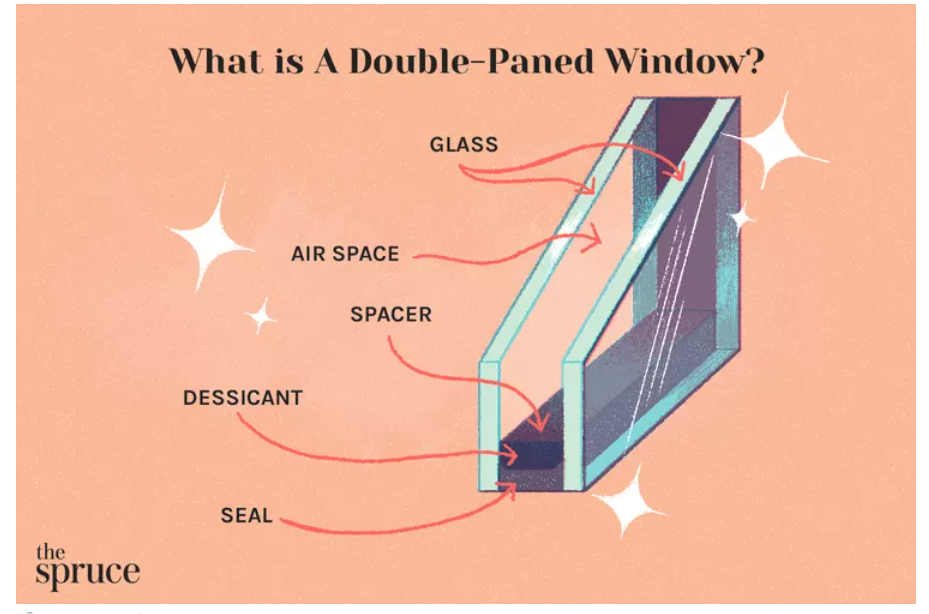 What is A Double-Paned Window?
GLASS
AIR SPACE
SPACER
DESSICANT
SEAL
the
spruce